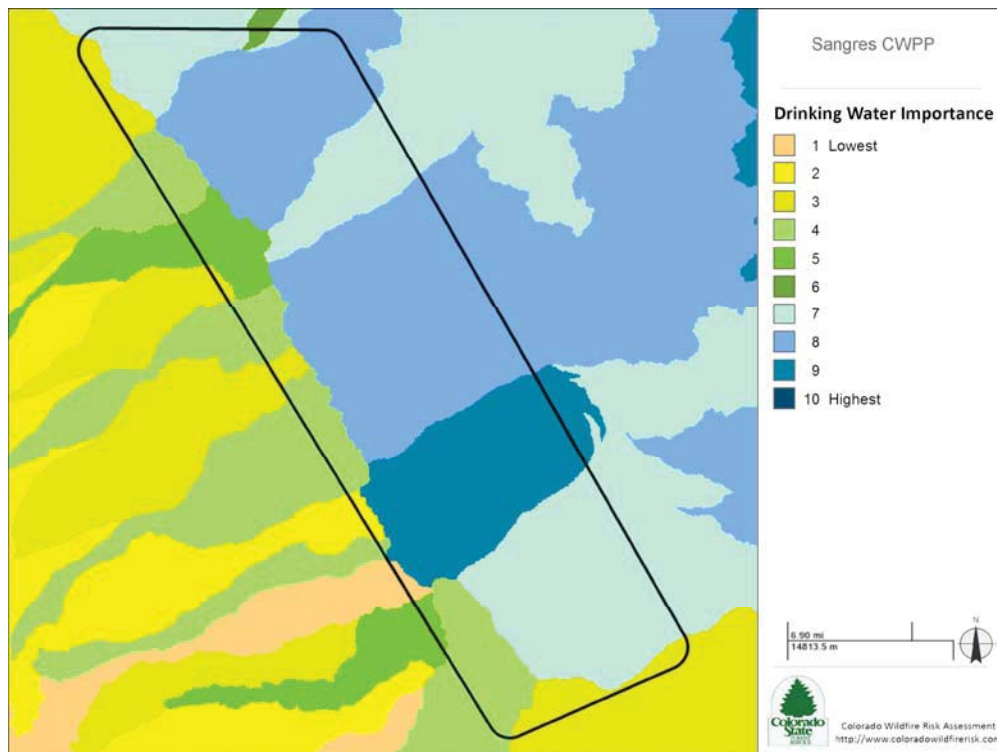 Sangres CWPP
Drinking Water Importance
1 Lowest
2
3
4
5
6
7
8
9
10 Highest
6.90 mi
14813.5 m
N
Colorado
State
Colorado Wildfire Risk Assessment
http://www.coloradowildfirerisk.com